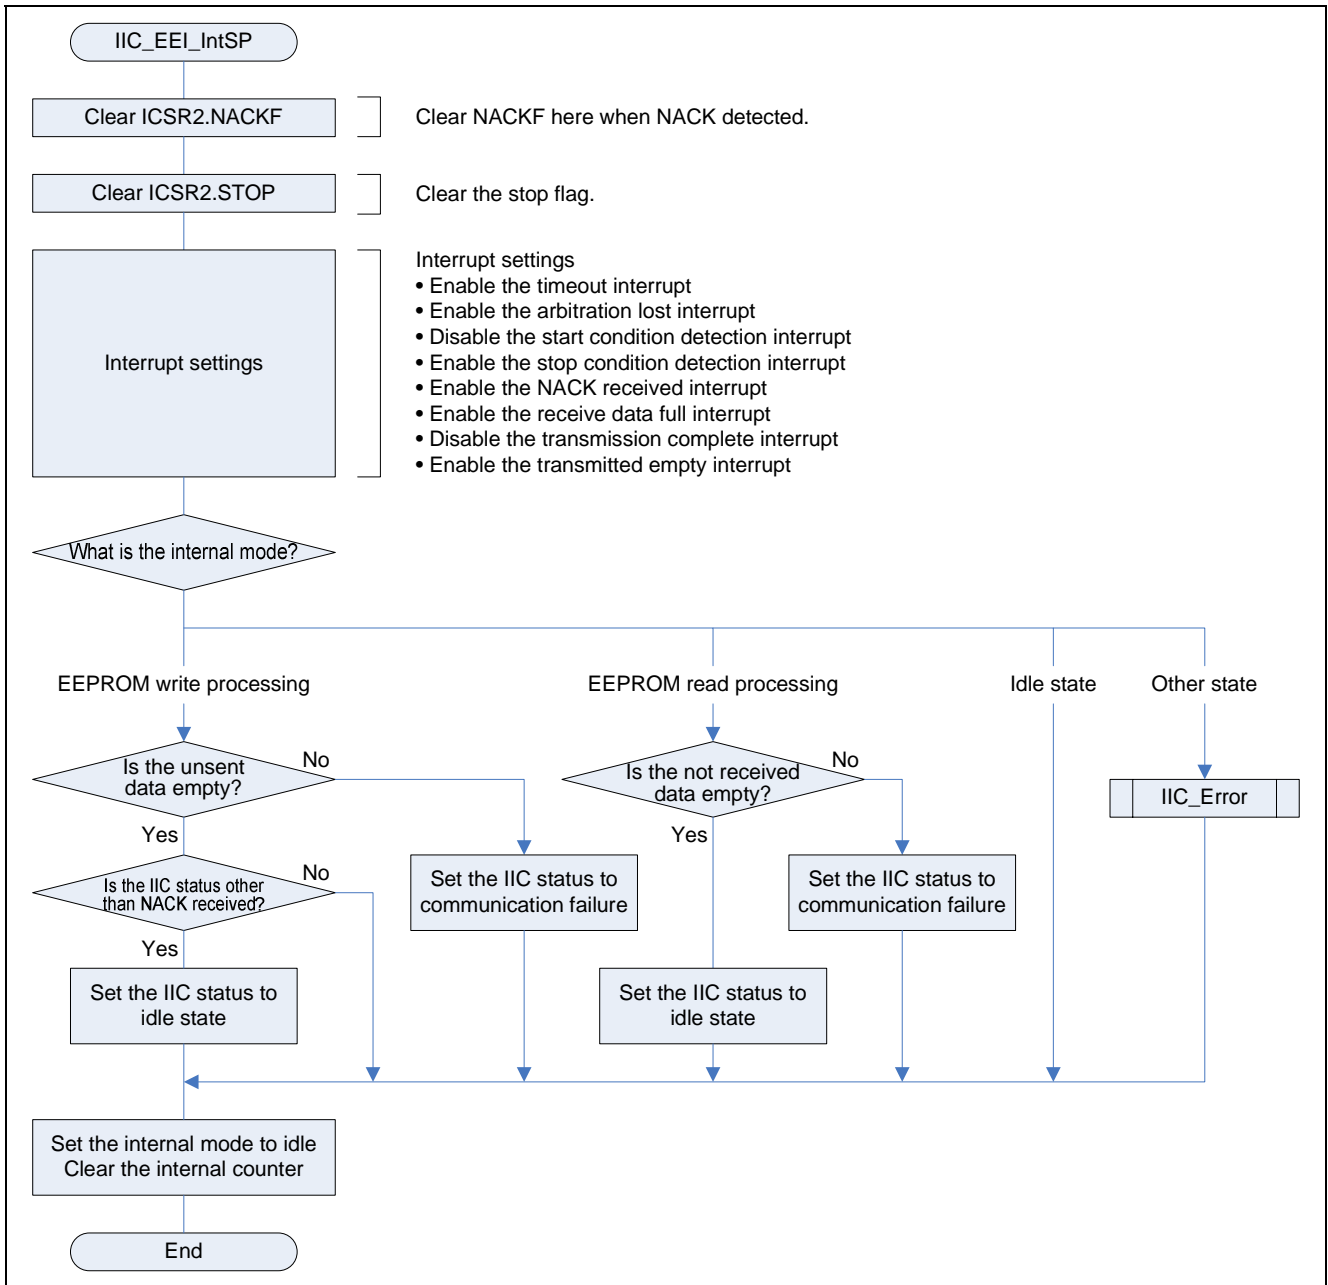 IIC_EEI_IntSP
Clear ICSR2.NACKF
Clear NACKF here when NACK detected.
Clear ICSR2.STOP
Clear the stop flag.
Interrupt settings
Interrupt settings
• Enable the timeout interrupt
• Enable the arbitration lost interrupt
• Disable the start condition detection interrupt
• Enable the stop condition detection interrupt
• Enable the NACK received interrupt
• Enable the receive data full interrupt
• Disable the transmission complete interrupt
• Enable the transmitted empty interrupt
What is the internal mode?
EEPROM write processing
EEPROM read processing
Idle state
Other state
Is the unsent
data empty?
No
Yes
Is the not received
data empty?
No
Yes
IIC_Error
Is the IIC status other
than NACK received?
No
Yes
Set the IIC status to
communication failure
Set the IIC status to
communication failure
Set the IIC status to
idle state
Set the IIC status to
idle state
Set the internal mode to idle
Clear the internal counter
End